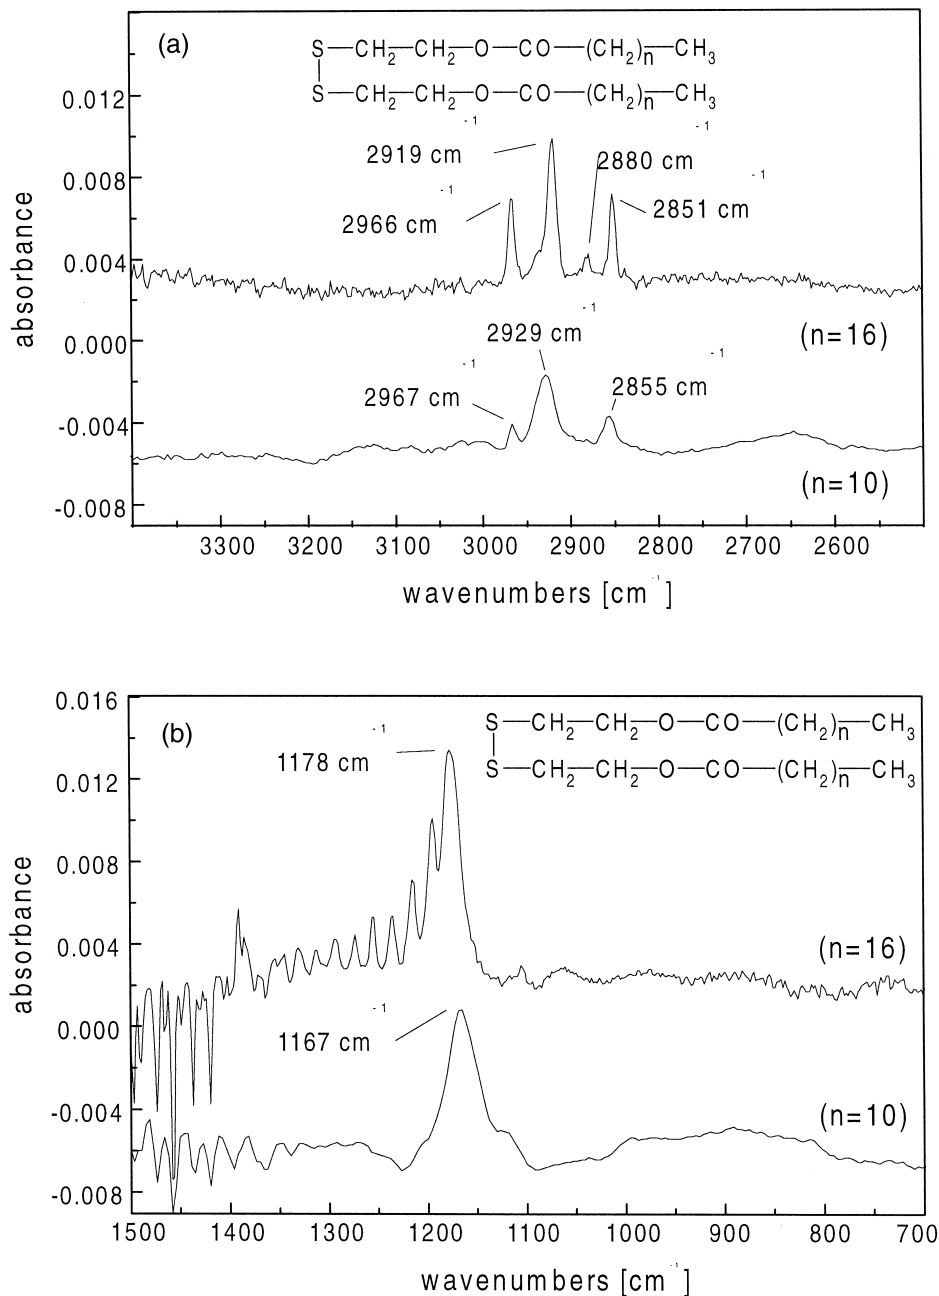 (a)
S—CH2—CH2—O—CO—(CH2)n—CH3
S—CH2—CH2—O—CO—(CH2)n—CH3
0.012
0.008
0.004
0.000
-0.004
-0.008
absorbance
2919 cm-1
2880 cm-1
2966 cm-1
2851 cm-1
(n=16)
2929 cm-1
2967 cm-1
2855 cm-1
(n=10)
3300 3200 3100 3000 2900 2800 2700 2600
wavenumbers [cm-1]
(b)
S—CH2—CH2—O—CO—(CH2)n—CH3
S—CH2—CH2—O—CO—(CH2)n—CH3
0.016
0.012
0.008
0.004
0.000
-0.004
-0.008
absorbance
1178 cm-1
(n=16)
1167 cm-1
(n=10)
1500 1400 1300 1200 1100 1000 900 800 700
wavenumbers [cm-1]